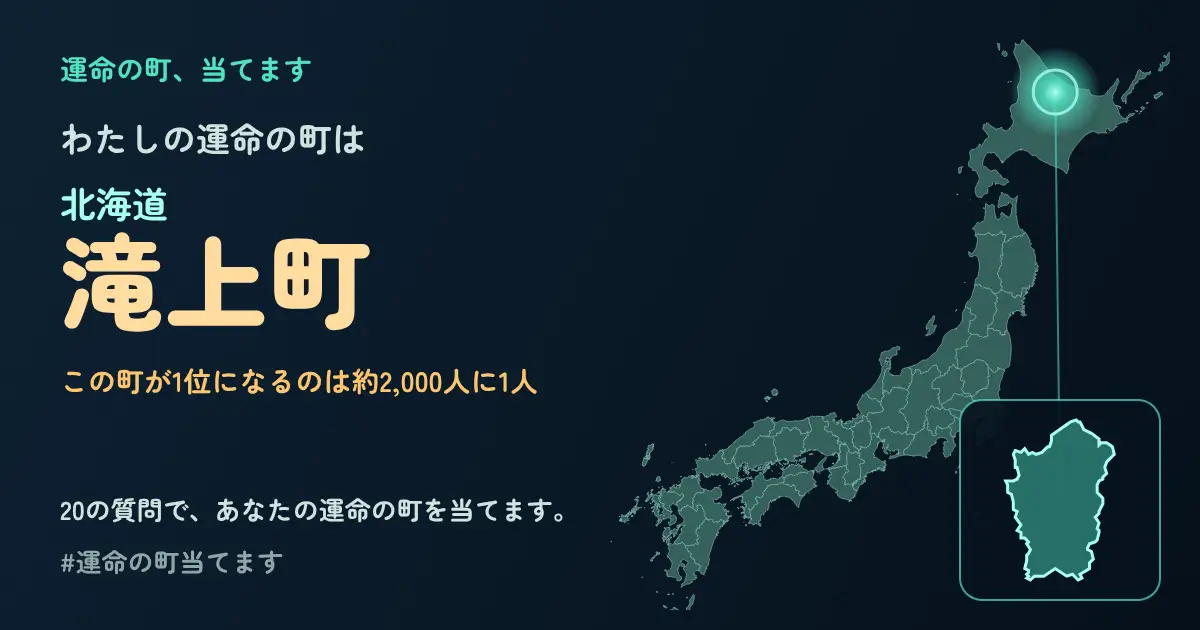 運命の町、当てます
わたしの運命の町は
北海道
滝上町
この町が1位になるのは約2,000人に1人
20の質問で、あなたの運命の町を当てます。
#運命の町当てます